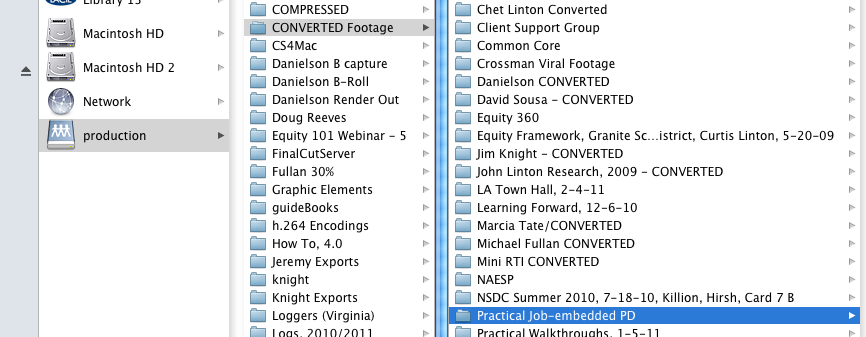 Library 13
Macintosh HD
Macintosh HD 2
Network
production
COMPRESSED
CONVERTED Footage
CS4Mac
Danielson B capture
Danielson B-Roll
Danielson Render Out
Doug Reeves
Equity 101 Webinar - 5
FinalCutServer
Fullan 30%
Graphic Elements
guideBooks
h.264 Encodings
How To, 4.0
Jeremy Exports
knight
Knight Exports
Loggers (Virginia)
Logs, 2010/2011
Chet Linton Converted
Client Support Group
Common Core
Crossman Viral Footage
Danielson CONVERTED
David Sousa - CONVERTED
Equity 360
Equity Framework, Granite Sc...istrict, Curtis Linton, 5-20-09
Jim Knight - CONVERTED
John Linton Research, 2009 - CONVERTED
LA Town Hall, 2-4-11
Learning Forward, 12-6-10
Marcia Tate/CONVERTED
Michael Fullan CONVERTED
Mini RTI CONVERTED
NAESP
NSDC Summer 2010, 7-18-10, Killion, Hirsh, Card 7 B
Practical Job-embedded PD
Practical Walkthroughs, 1-5-11